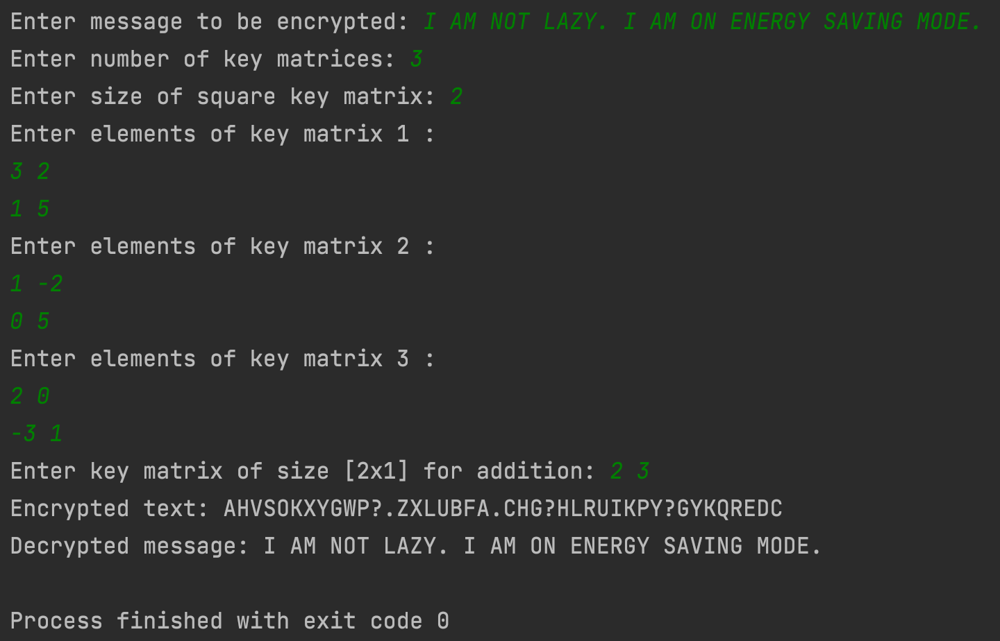 Enter message to be encrypted: I AM NOT LAZY. I AM ON ENERGY SAVING MODE.
Enter number of key matrices: 3
Enter size of square key matrix: 2
Enter elements of key matrix 1 :
3 2
1 5
Enter elements of key matrix 2 :
1 -2
0 5
Enter elements of key matrix 3 :
2 0
-3 1
Enter key matrix of size [2x1] for addition: 2 3
Encrypted text: AHVSOKXYGWP?.ZXLUBFA.CHG?HLRUIKPY?GYKQREDC
Decrypted message: I AM NOT LAZY. I AM ON ENERGY SAVING MODE.
Process finished with exit code 0